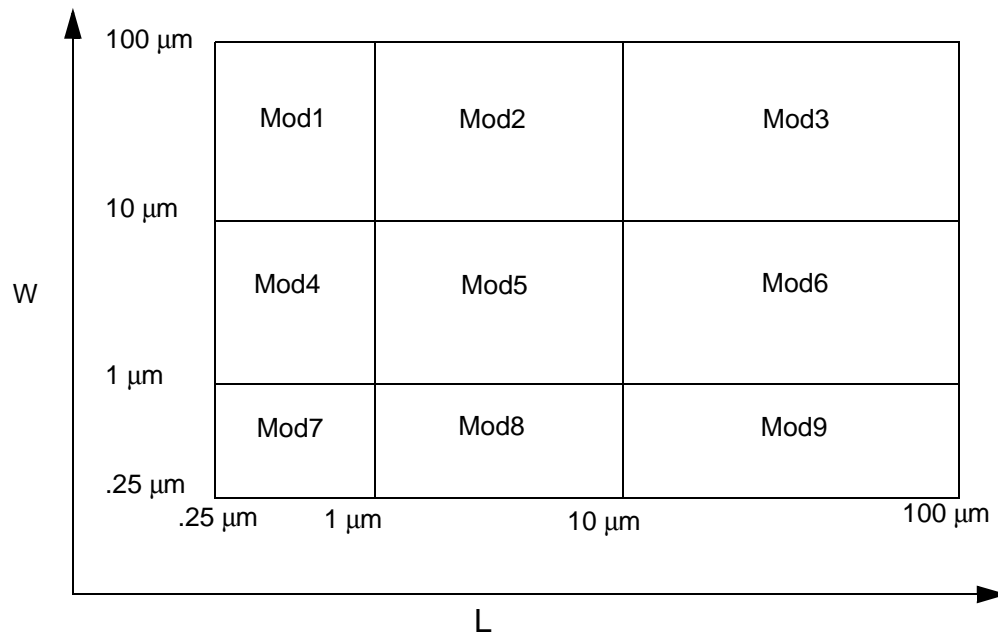 100 μm
Mod1 Mod2 Mod3
10 μm
W
Mod4 Mod5 Mod6
1 μm
Mod7 Mod8 Mod9
.25 μm
.25 μm 1 μm 10 μm 100 μm
L